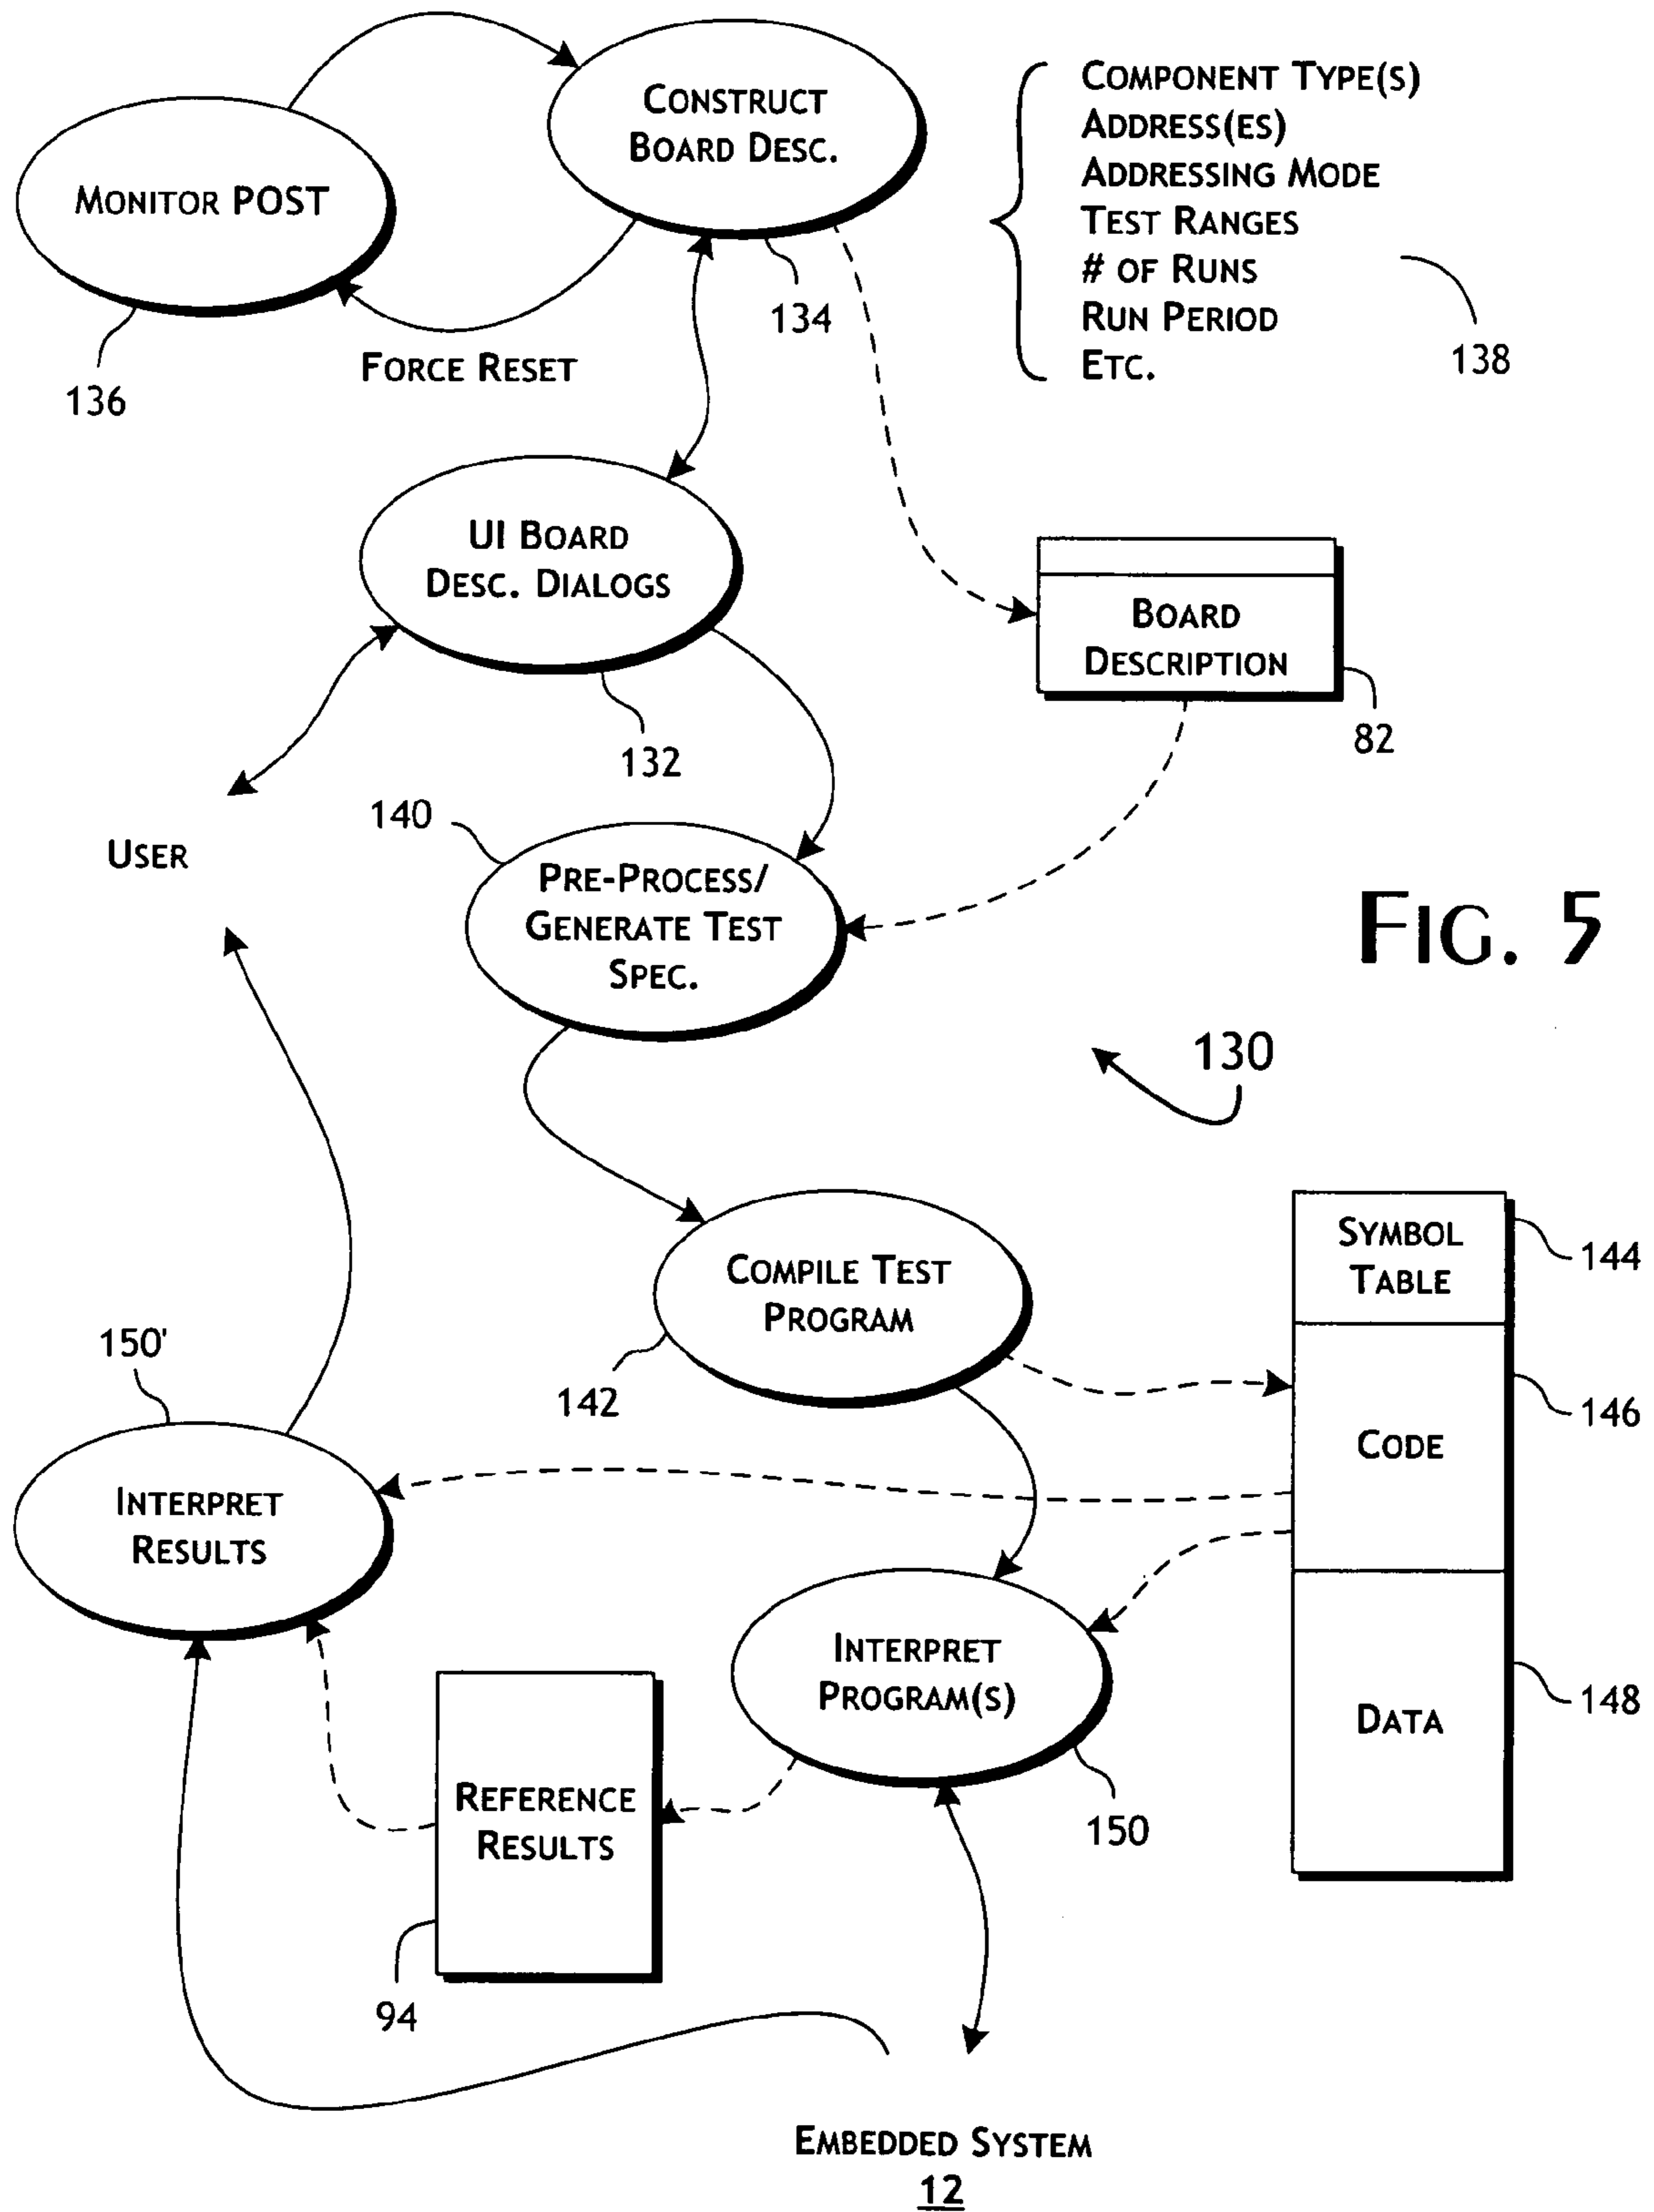 CONSTRUCT
BOARD DESC.
MONITOR POST
COMPONENT TYPE(S)
ADDRESS(ES)
ADDRESSING MODE
TEST RANGES
# OF RUNS
RUN PERIOD
ETC.
134
138
FORCE RESET
136
UI BOARD
DESC. DIALOGS
BOARD
DESCRIPTION
82
132
140
USER
PRE-PROCESS/
GENERATE TEST
SPEC.
FIG. 5
130
SYMBOL
TABLE
144
COMPILE TEST
PROGRAM
150'
142
146
CODE
INTERPRET
RESULTS
INTERPRET
PROGRAM(S)
148
DATA
REFERENCE
RESULTS
150
94
EMBEDDED SYSTEM
12